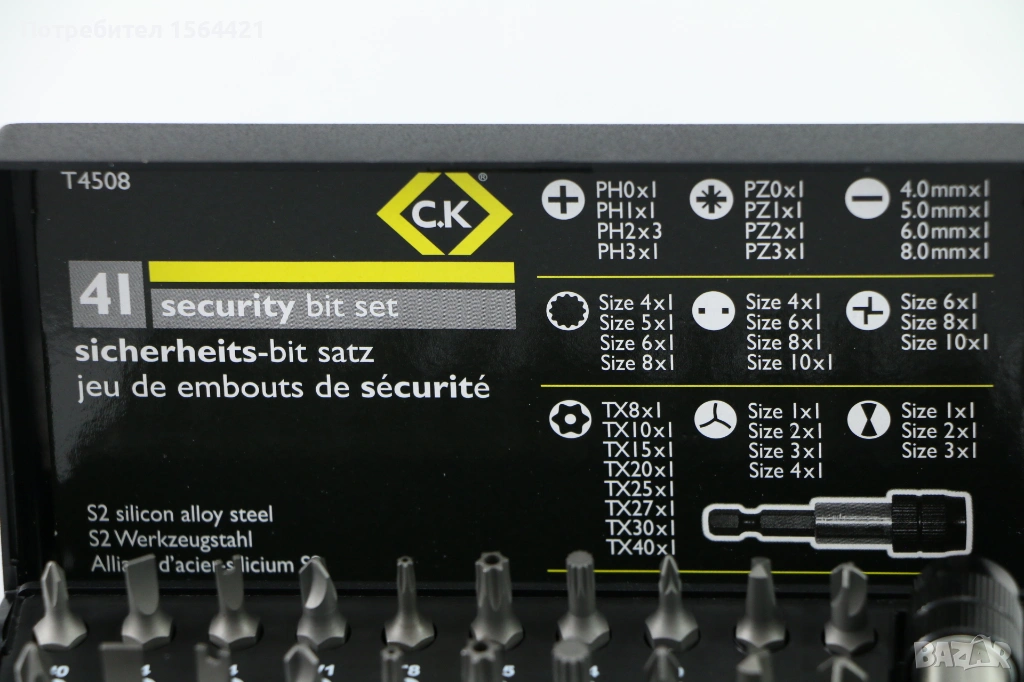 Потребител 1564421
T4508
C.K®
41 security bit set
sicherheits-bit satz
jeu de embouts de sécurité
S2 silicon alloy steel
S2 Werkzeugstahl
d'acier-silicium
PH0x1
PH1x1
PH2x3
PH3x1
PZ0x1
PZ1x1
PZ2x1
PZ3x1
4.0mmx1
5.0mmx1
6.0mmx1
8.0mmx1
Size 4x1
Size 5x1
Size 6x1
Size 8x1
Size 4x1
Size 6x1
Size 8x1
Size 10x1
Size 6x1
Size 8x1
Size 10x1
TX8x1
TX10x1
TX15x1
TX20x1
TX25x1
TX27x1
TX30x1
TX40x1
Size 1x1
Size 2x1
Size 3x1
Size 4x1
Size 1x1
Size 2x1
Size 3x1
BAZAR